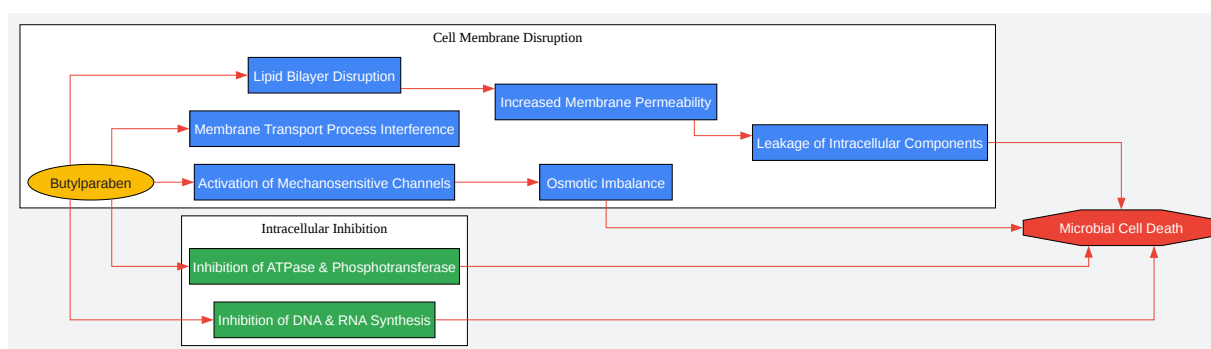 Cell Membrane Disruption
Lipid Bilayer Disruption
Increased Membrane Permeability
Membrane Transport Process Interference
Leakage of Intracellular Components
Butylparaben
Activation of Mechanosensitive Channels
Osmotic Imbalance
Intracellular Inhibition
Microbial Cell Death
Inhibition of ATPase & Phosphotransferase
Inhibition of DNA & RNA Synthesis